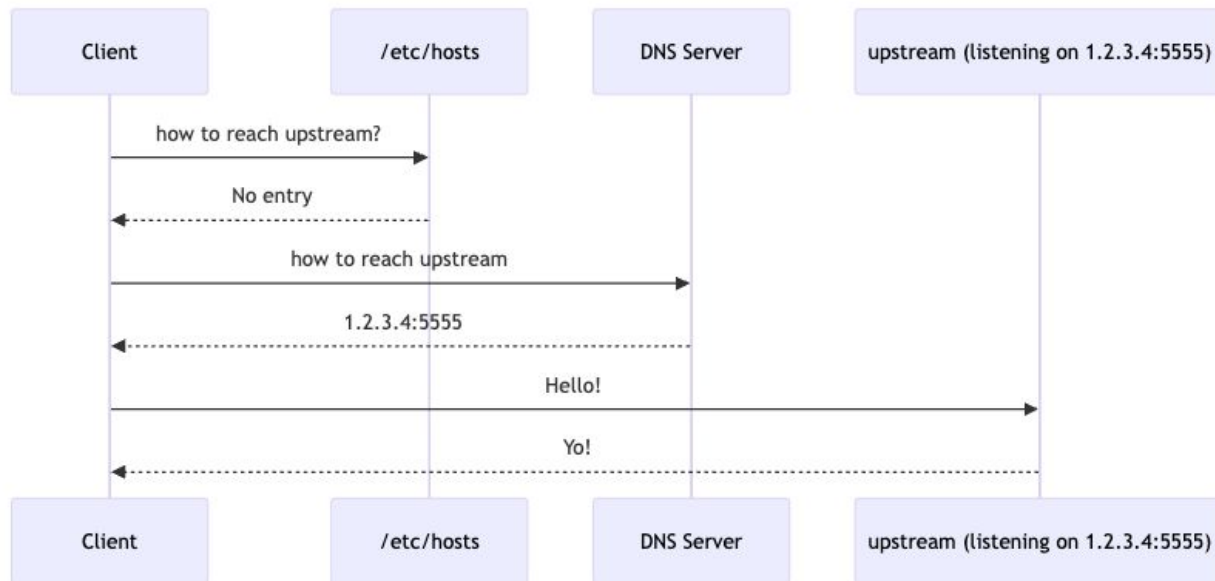 Client
/etc/hosts
DNS Server
upstream (listening on 1.2.3.4:5555)
how to reach upstream?
No entry
how to reach upstream
1.2.3.4:5555
Hello!
Yo!
Client
/etc/hosts
DNS Server
upstream (listening on 1.2.3.4:5555)